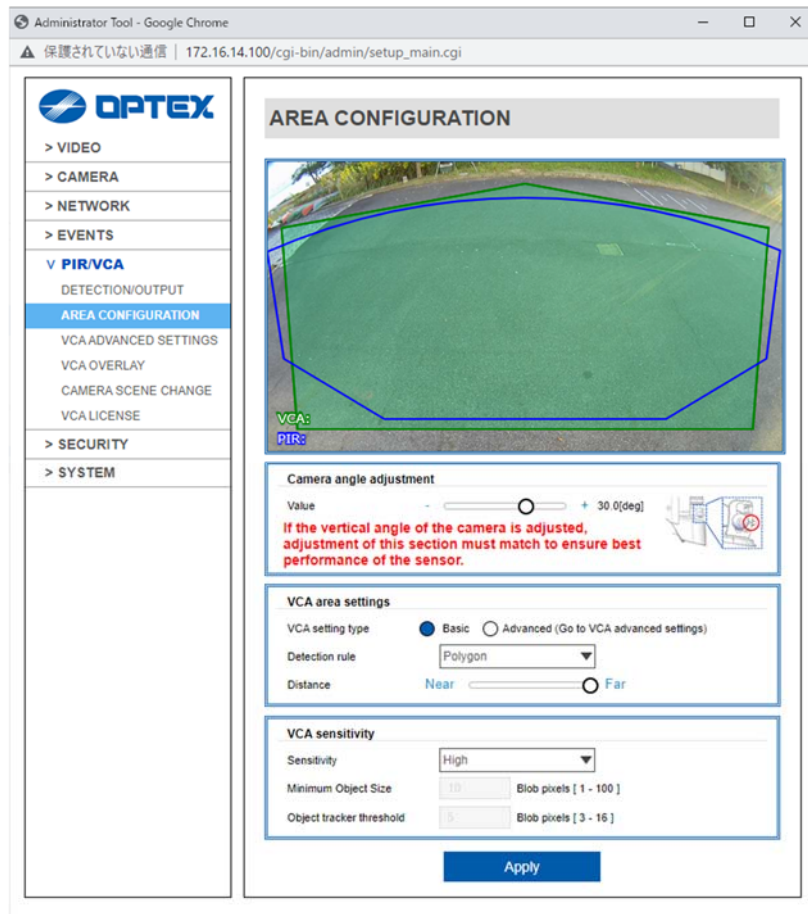 Administrator Tool - Google Chrome
保護されていない通信 | 172.16.14.100/cgi-bin/admin/setup_main.cgi
OPTEX
> VIDEO
> CAMERA
> NETWORK
> EVENTS
v PIR/VCA
DETECTION/OUTPUT
AREA CONFIGURATION
VCA ADVANCED SETTINGS
VCA OVERLAY
CAMERA SCENE CHANGE
VCA LICENSE
> SECURITY
> SYSTEM
AREA CONFIGURATION
VCA:
PIR:
Camera angle adjustment
Value - + 30.0[deg]
If the vertical angle of the camera is adjusted,
adjustment of this section must match to ensure best
performance of the sensor.
VCA area settings
VCA setting type Basic Advanced (Go to VCA advanced settings)
Detection rule Polygon
Distance Near Far
VCA sensitivity
Sensitivity High
Minimum Object Size 10 Blob pixels [ 1 - 100 ]
Object tracker threshold 5 Blob pixels [ 3 - 16 ]
Apply